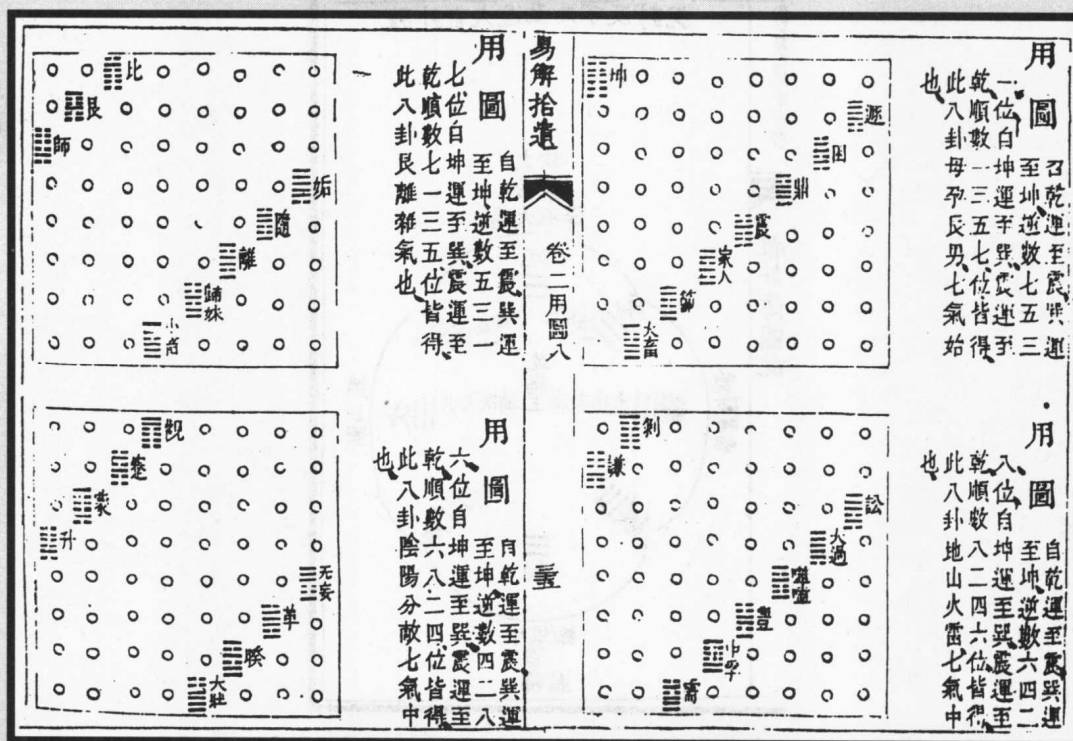 用圖
自乾運至震巽運
至坤逆數七五三
一位自坤運至巽震運至
乾順數一三五七位皆得
此八卦母孕長男七氣始
也
遯
困
鼎
震
家人
節
大畜
坤
用圖
自乾運至震巽運
至坤逆數六四二
八位自坤運至巽震運至
乾順數八二四六位皆得
此八卦地山火雷七氣中
也
訟
大過
噬嗑
豐
中孚
需
剝
謙
易解拾遺
卷二用圖八
用圖
自乾運至震巽運
至坤逆數五三一
七位自坤運至巽震運至
乾順數七一三五位皆得
此八卦艮離雜氣也
姤
隨
離
歸妹
小畜
比
艮
師
用圖
自乾運至震巽運
至坤逆數四二八
六位自坤運至巽震運至
乾順數六八二四位皆得
此八卦陰陽分敵七氣中
也
无妄
革
睽
大壯
觀
蹇
蒙
升